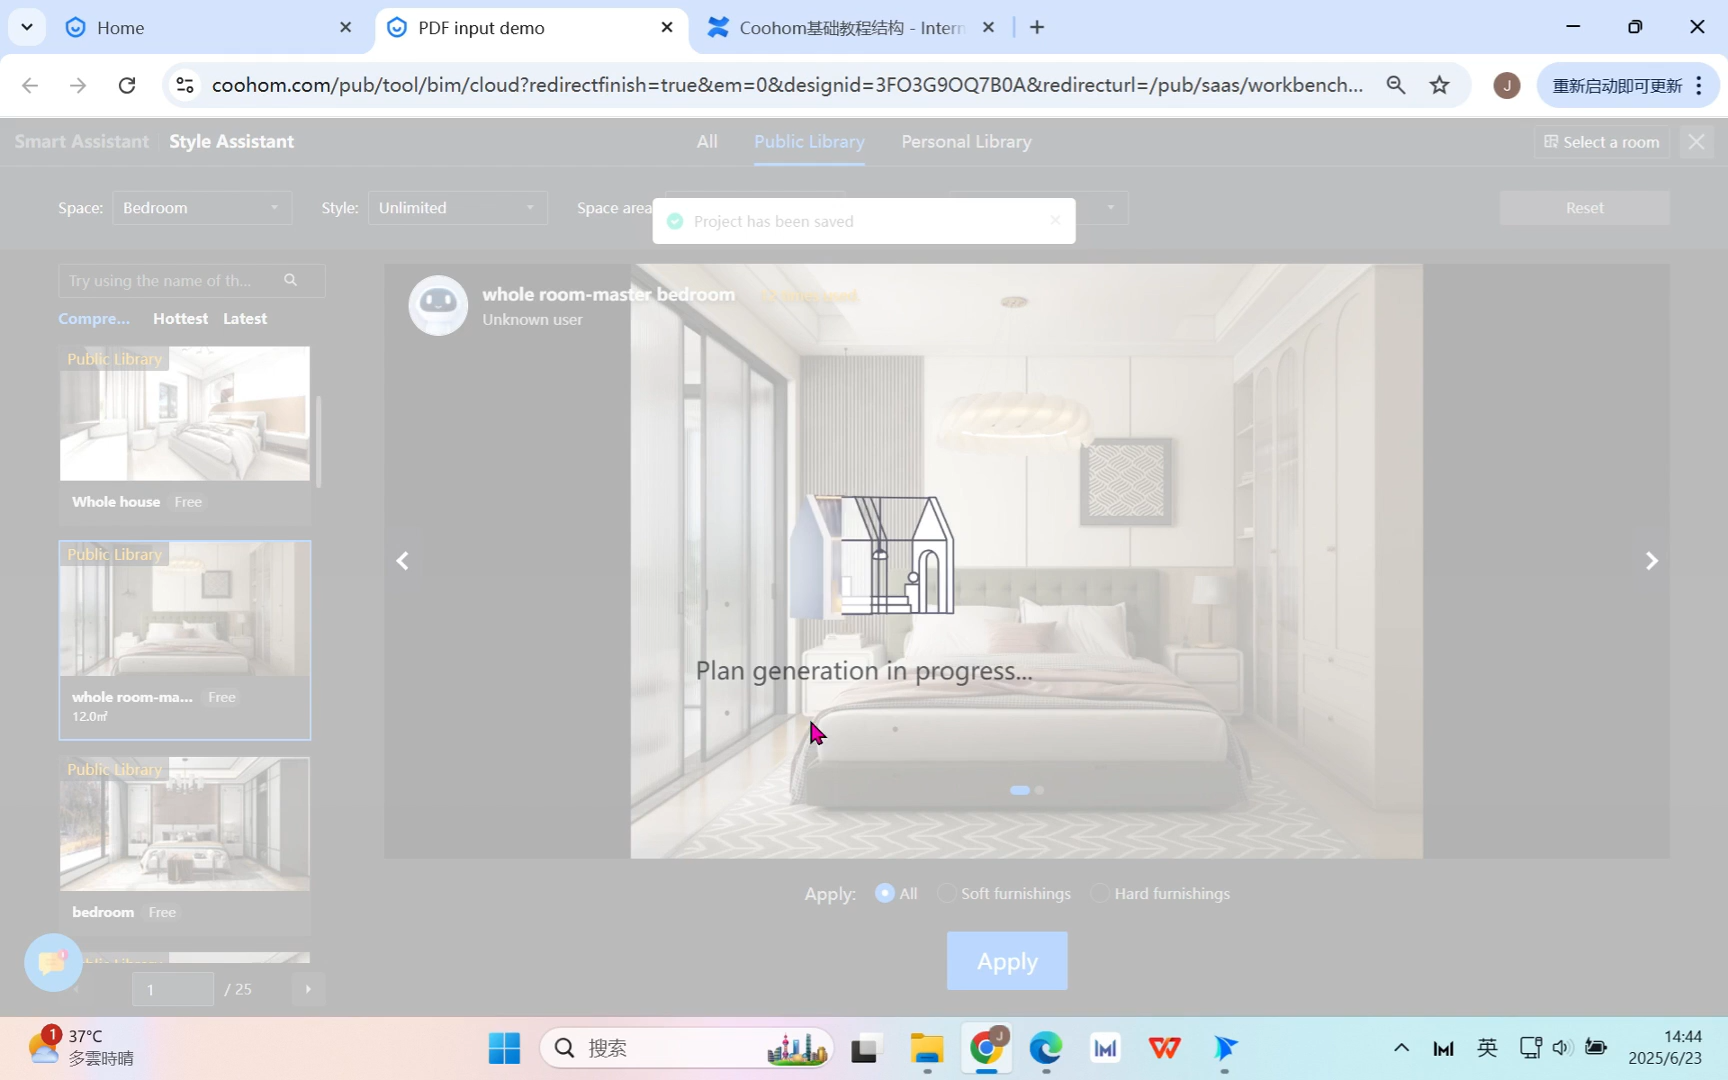 Home
PDF input demo
Coohom基础教程结构 - Intern
coohom.com/pub/tool/bim/cloud?redirectfinish=true&em=0&designid=3FO3G9OQ7B0A&redirecturl=/pub/saas/workbench...
J
重新启动即可更新
Smart Assistant
Style Assistant
All
Public Library
Personal Library
Select a room
Space:
Bedroom
Style:
Unlimited
Space area
Reset
Project has been saved
Try using the name of th...
Compre...
Hottest
Latest
whole room-master bedroom
Unknown user
Public Library
Whole house
Free
Public Library
whole room-ma...
Free
12.0㎡
Public Library
bedroom
Free
Plan generation in progress...
Apply:
All
Soft furnishings
Hard furnishings
Apply
1
/ 25
1
37°C
多雲時晴
搜索
J
英
14:44
2025/6/23